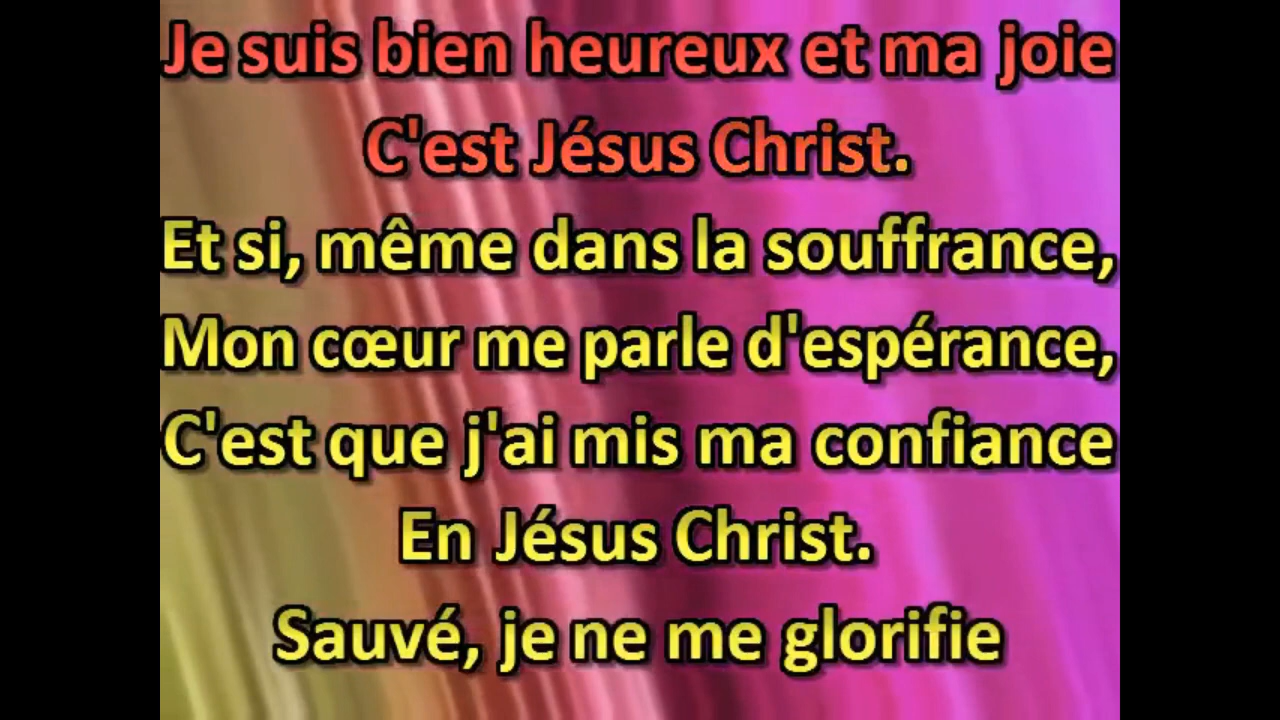 Je suis bien heureux et ma joie
C'est Jésus Christ.
Et si, même dans la souffrance,
Mon cœur me parle d'espérance,
C'est que j'ai mis ma confiance
En Jésus Christ.
Sauvé, je ne me glorifie